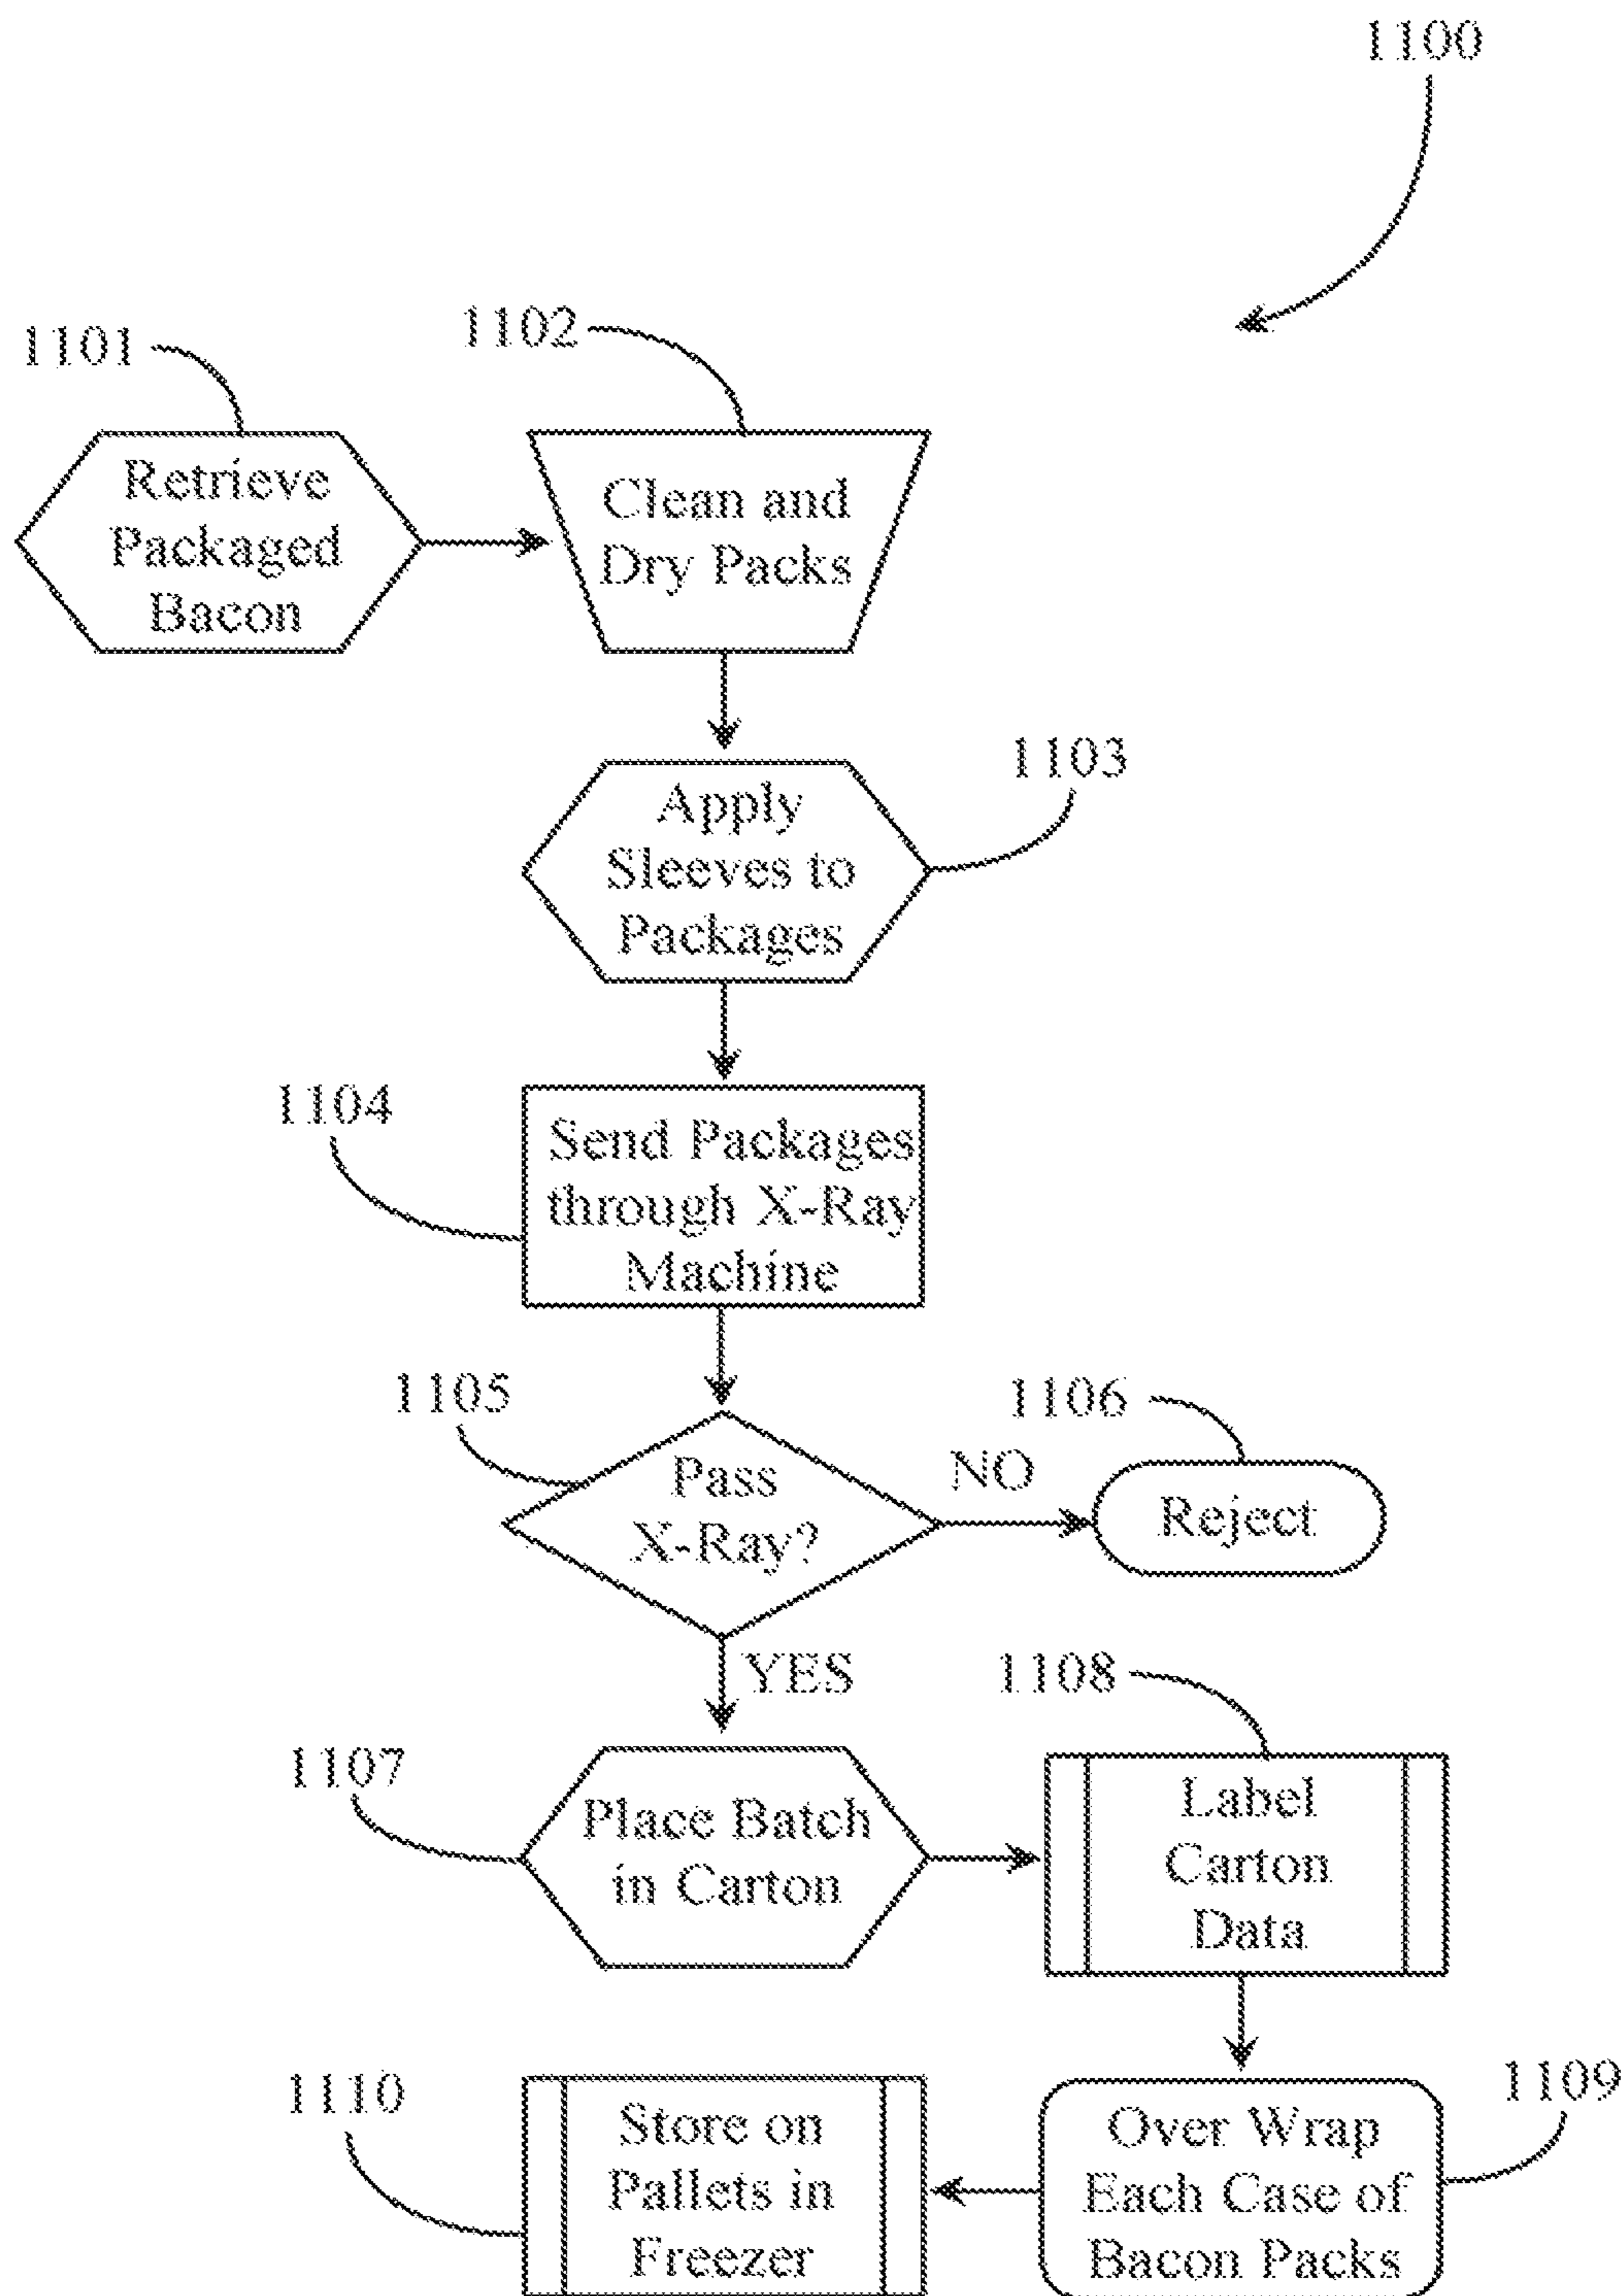 1100
1101
1102
Retrieve
Packaged
Bacon
Clean and
Dry Packs
1103
Apply
Sleeves to
Packages
1104
Send Packages
through X-Ray
Machine
1105
Pass
X-Ray?
NO
1106
Reject
YES
1107
Place Batch
in Carton
1108
Label
Carton
Data
1109
Over Wrap
Each Case of
Bacon Packs
1110
Store on
Pallets in
Freezer